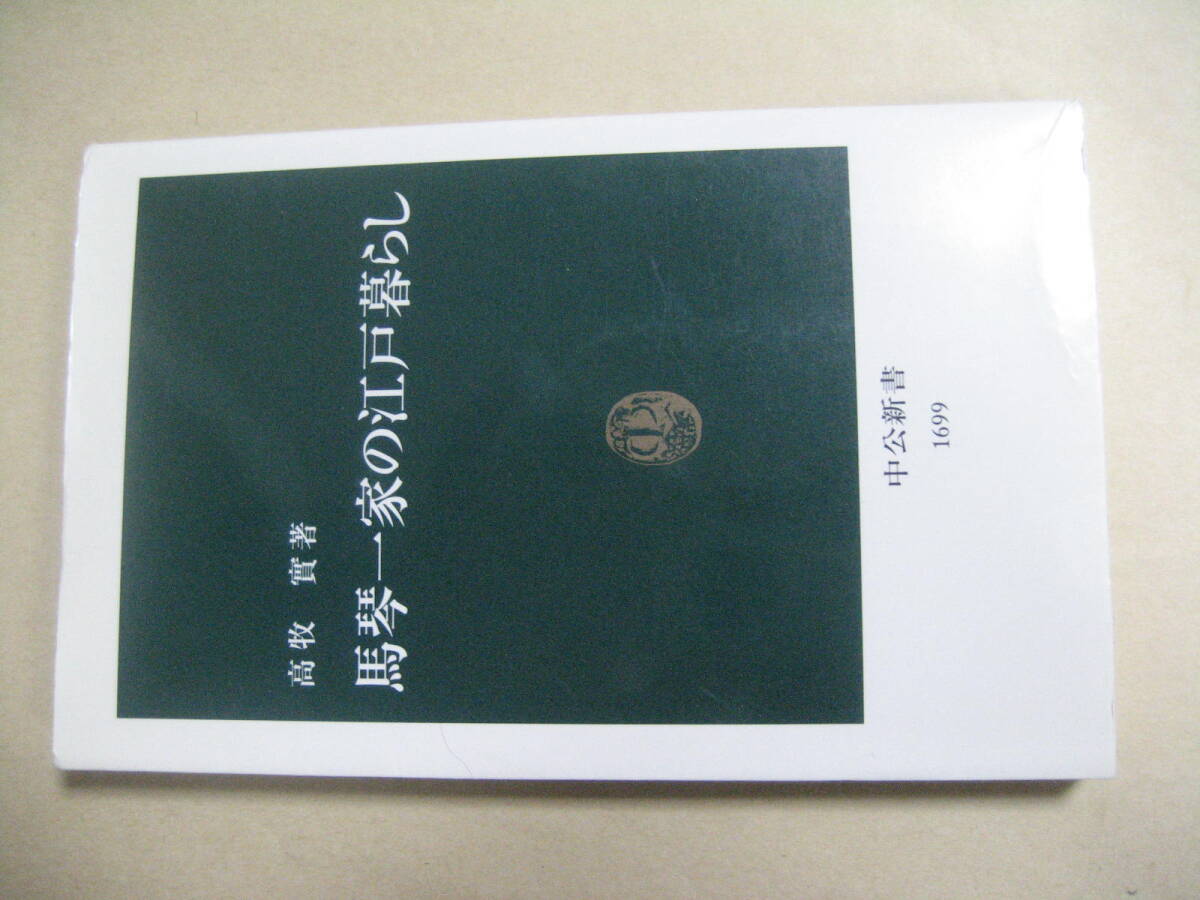 高牧 實著
馬琴一家の江戸暮らし
中公新書
1699